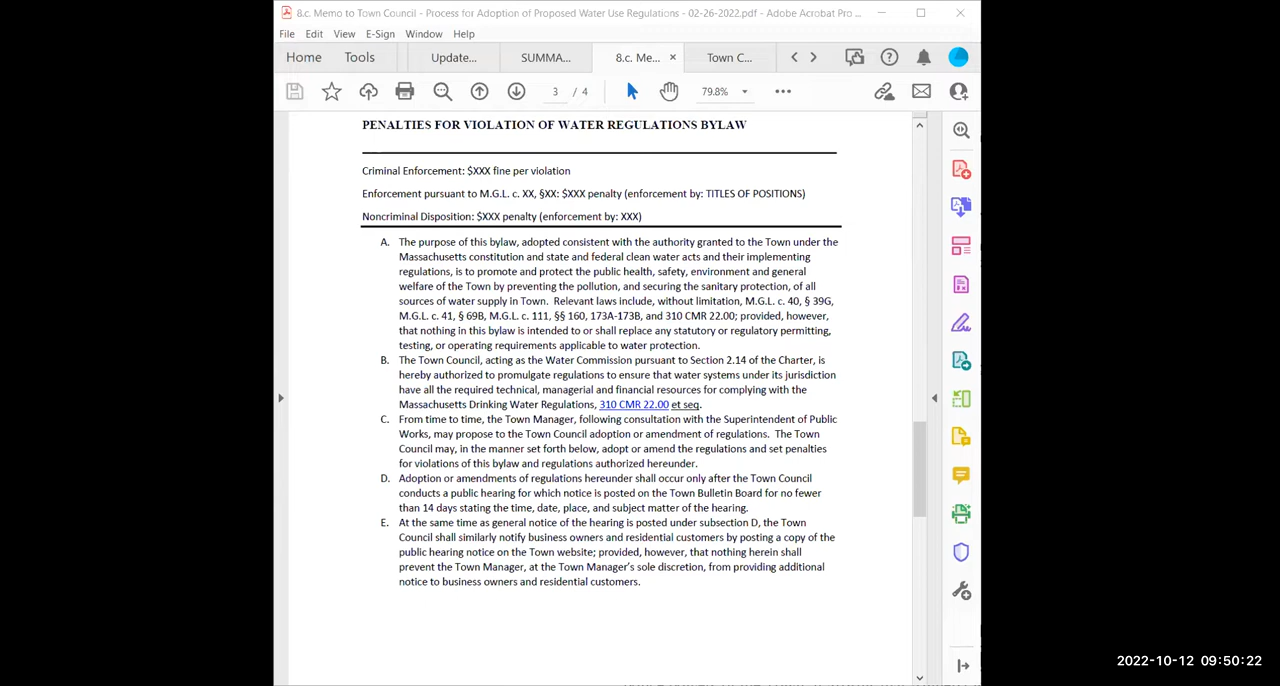 8.c. Memo to Town Council - Process for Adoption of Proposed Water Use Regulations - 02-26-2022.pdf - Adobe Acrobat Pro ...
File Edit View E-Sign Window Help
Home Tools Update... SUMMA... 8.c. Me... × Town C...
3 / 4 79.8%
PENALTIES FOR VIOLATION OF WATER REGULATIONS BYLAW
Criminal Enforcement: $XXX fine per violation
Enforcement pursuant to M.G.L. c. XX, §XX: $XXX penalty (enforcement by: TITLES OF POSITIONS)
Noncriminal Disposition: $XXX penalty (enforcement by: XXX)
A. The purpose of this bylaw, adopted consistent with the authority granted to the Town under the
Massachusetts constitution and state and federal clean water acts and their implementing
regulations, is to promote and protect the public health, safety, environment and general
welfare of the Town by preventing the pollution, and securing the sanitary protection, of all
sources of water supply in Town. Relevant laws include, without limitation, M.G.L. c. 40, § 39G,
M.G.L. c. 41, § 69B, M.G.L. c. 111, §§ 160, 173A-173B, and 310 CMR 22.00; provided, however,
that nothing in this bylaw is intended to or shall replace any statutory or regulatory permitting,
testing, or operating requirements applicable to water protection.
B. The Town Council, acting as the Water Commission pursuant to Section 2.14 of the Charter, is
hereby authorized to promulgate regulations to ensure that water systems under its jurisdiction
have all the required technical, managerial and financial resources for complying with the
Massachusetts Drinking Water Regulations, 310 CMR 22.00 et seq.
C. From time to time, the Town Manager, following consultation with the Superintendent of Public
Works, may propose to the Town Council adoption or amendment of regulations. The Town
Council may, in the manner set forth below, adopt or amend the regulations and set penalties
for violations of this bylaw and regulations authorized hereunder.
D. Adoption or amendments of regulations hereunder shall occur only after the Town Council
conducts a public hearing for which notice is posted on the Town Bulletin Board for no fewer
than 14 days stating the time, date, place, and subject matter of the hearing.
E. At the same time as general notice of the hearing is posted under subsection D, the Town
Council shall similarly notify business owners and residential customers by posting a copy of the
public hearing notice on the Town website; provided, however, that nothing herein shall
prevent the Town Manager, at the Town Manager's sole discretion, from providing additional
notice to business owners and residential customers.
2022-10-12 09:50:22